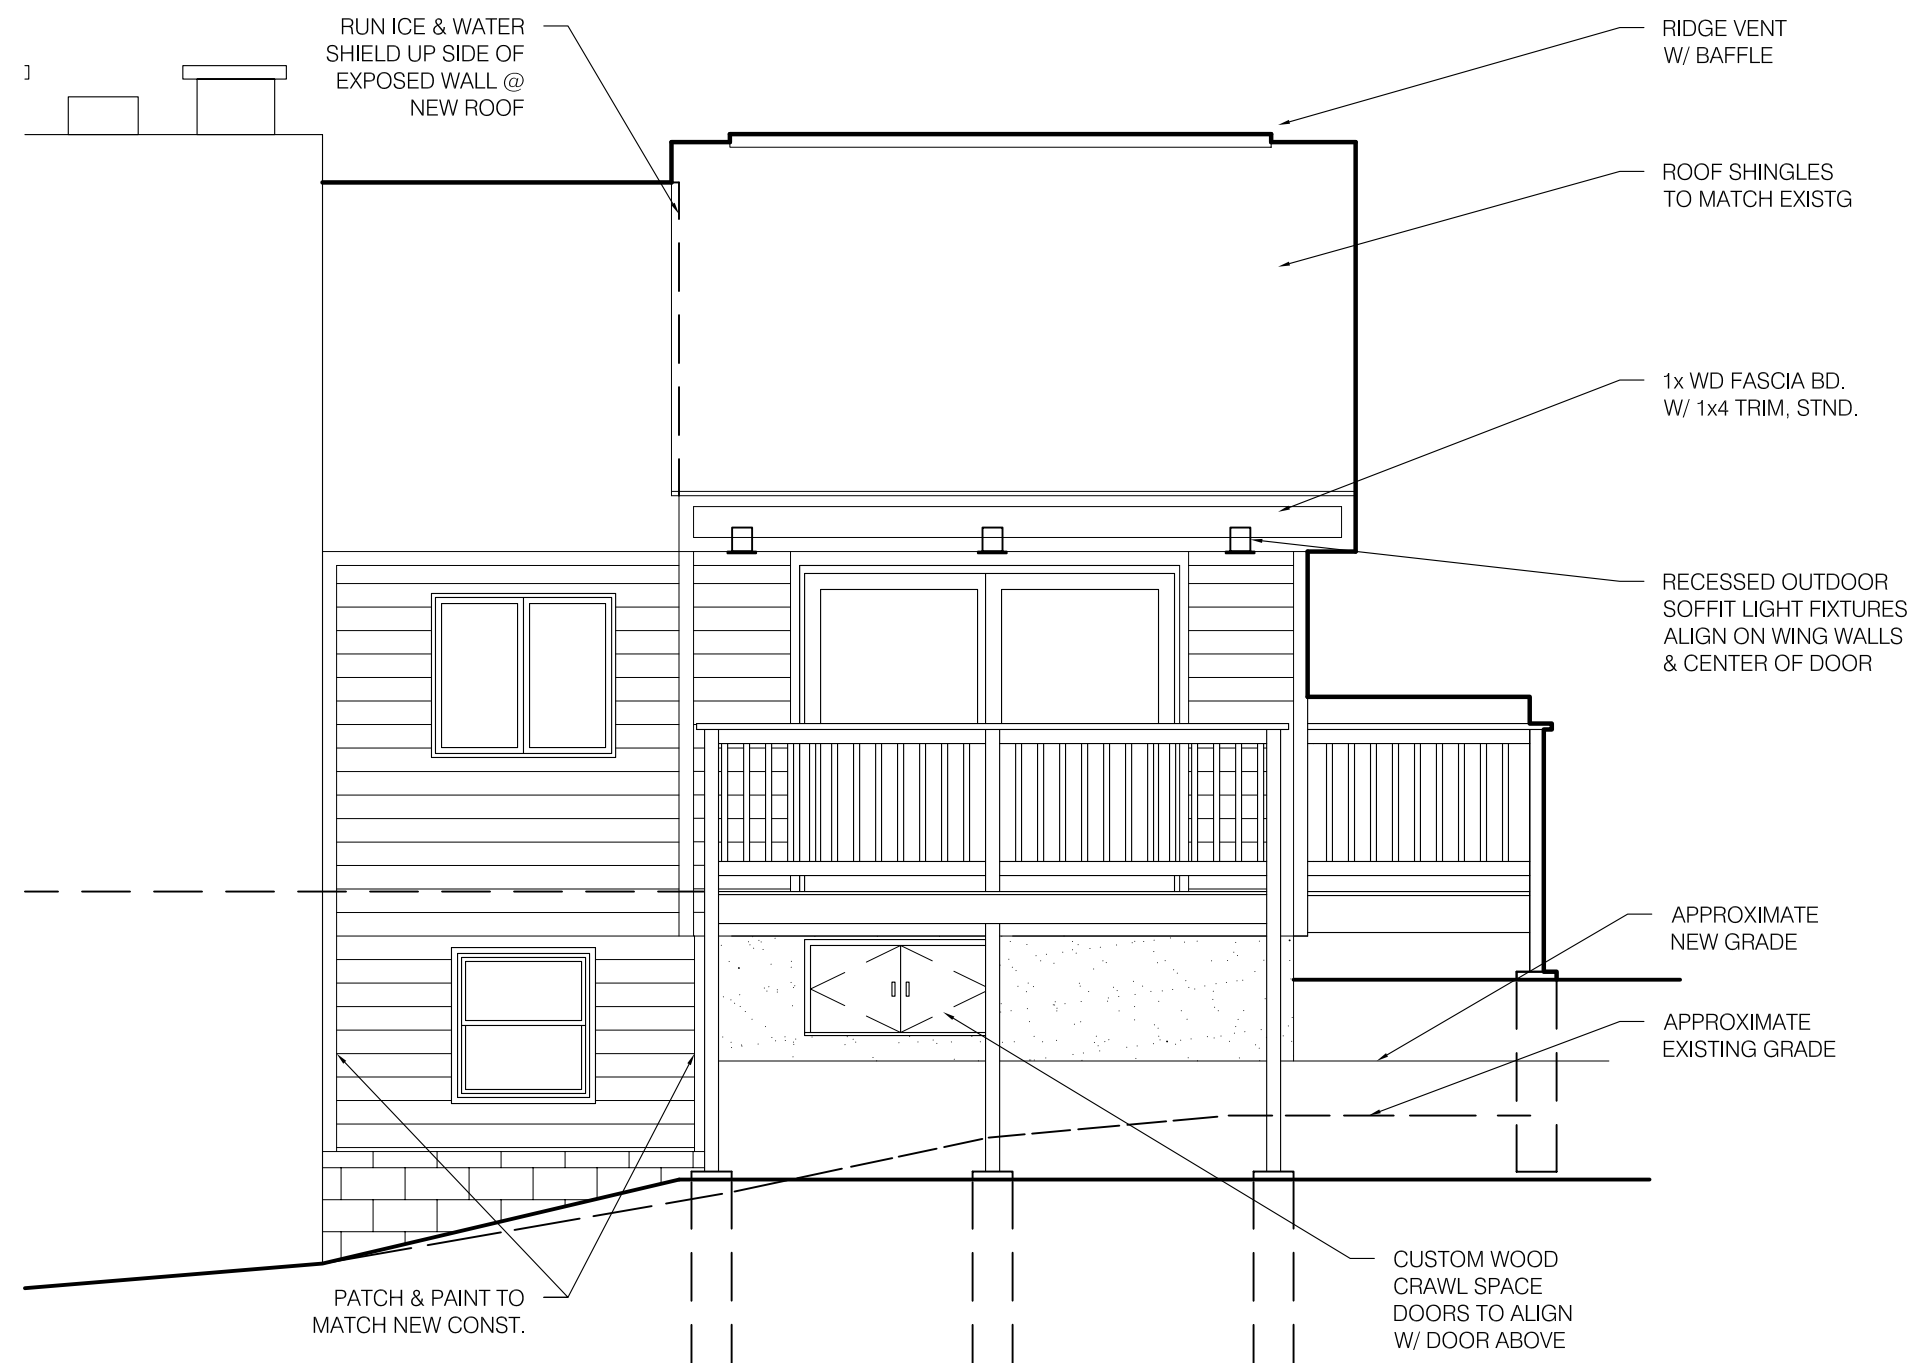 RUN ICE & WATER
SHIELD UP SIDE OF
EXPOSED WALL @
NEW ROOF
RIDGE VENT
W/ BAFFLE
ROOF SHINGLES
TO MATCH EXISTG
1x WD FASCIA BD.
W/ 1x4 TRIM, STND.
RECESSED OUTDOOR
SOFFIT LIGHT FIXTURES
ALIGN ON WING WALLS
& CENTER OF DOOR
APPROXIMATE
NEW GRADE
APPROXIMATE
EXISTING GRADE
PATCH & PAINT TO
MATCH NEW CONST.
CUSTOM WOOD
CRAWL SPACE
DOORS TO ALIGN
W/ DOOR ABOVE